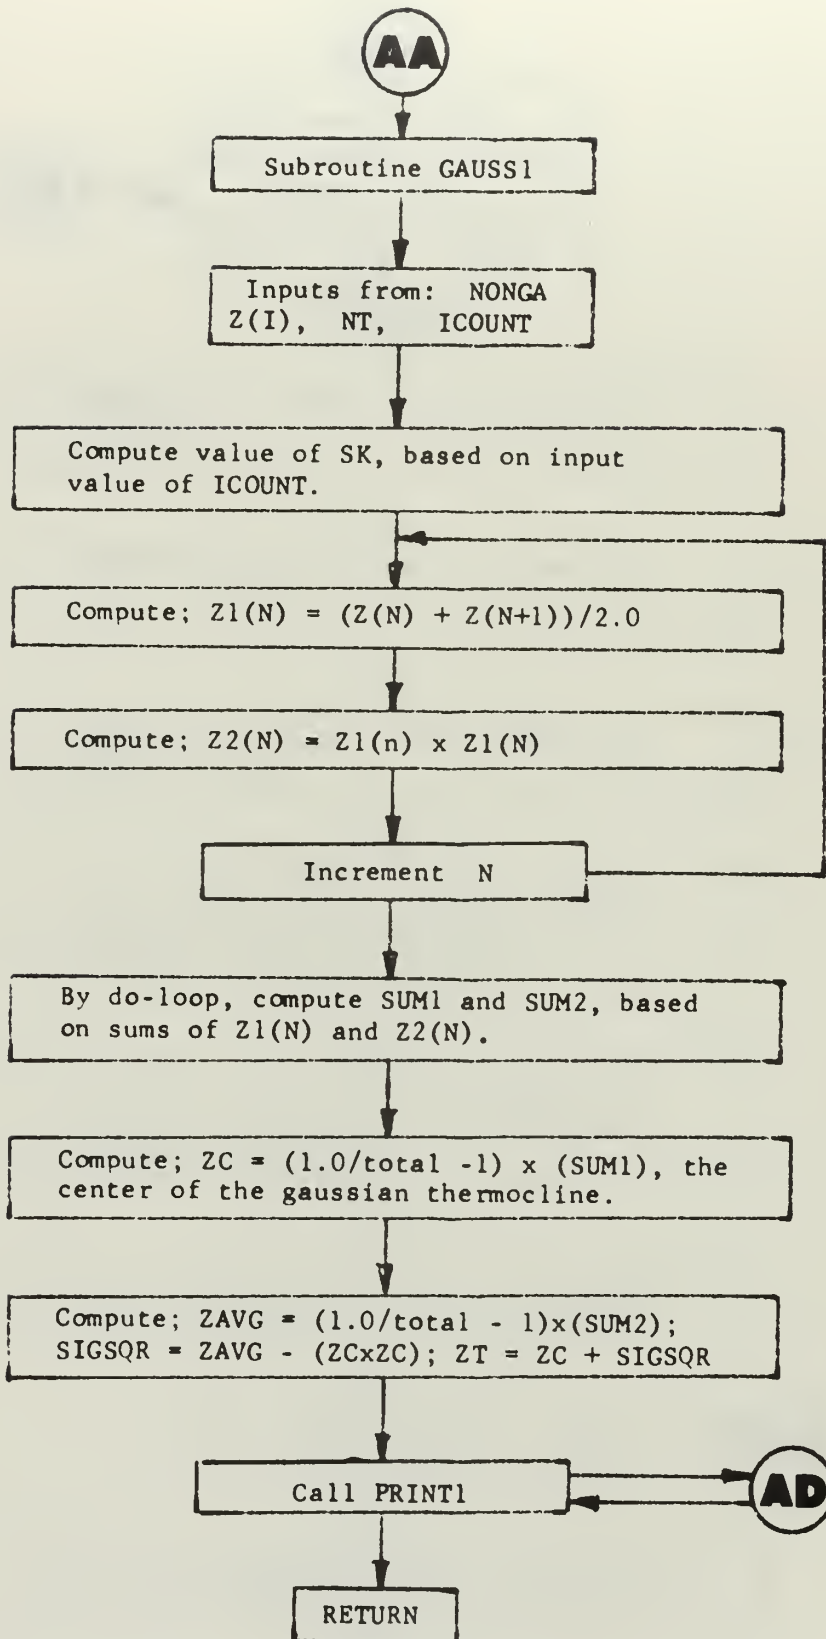 AA
Subroutine GAUSS1
Inputs from: NONGA
Z(I), NT, ICOUNT
Compute value of SK, based on input
value of ICOUNT.
Compute; Z1(N) = (Z(N) + Z(N+1))/2.0
Compute; Z2(N) = Z1(n) x Z1(N)
Increment N
By do-loop, compute SUM1 and SUM2, based
on sums of Z1(N) and Z2(N).
Compute; ZC = (1.0/total -1) x (SUM1), the
center of the gaussian thermocline.
Compute; ZAVG = (1.0/total - 1)x(SUM2);
SIGSQR = ZAVG - (ZCxZC); ZT = ZC + SIGSQR
Call PRINT1
AD
RETURN